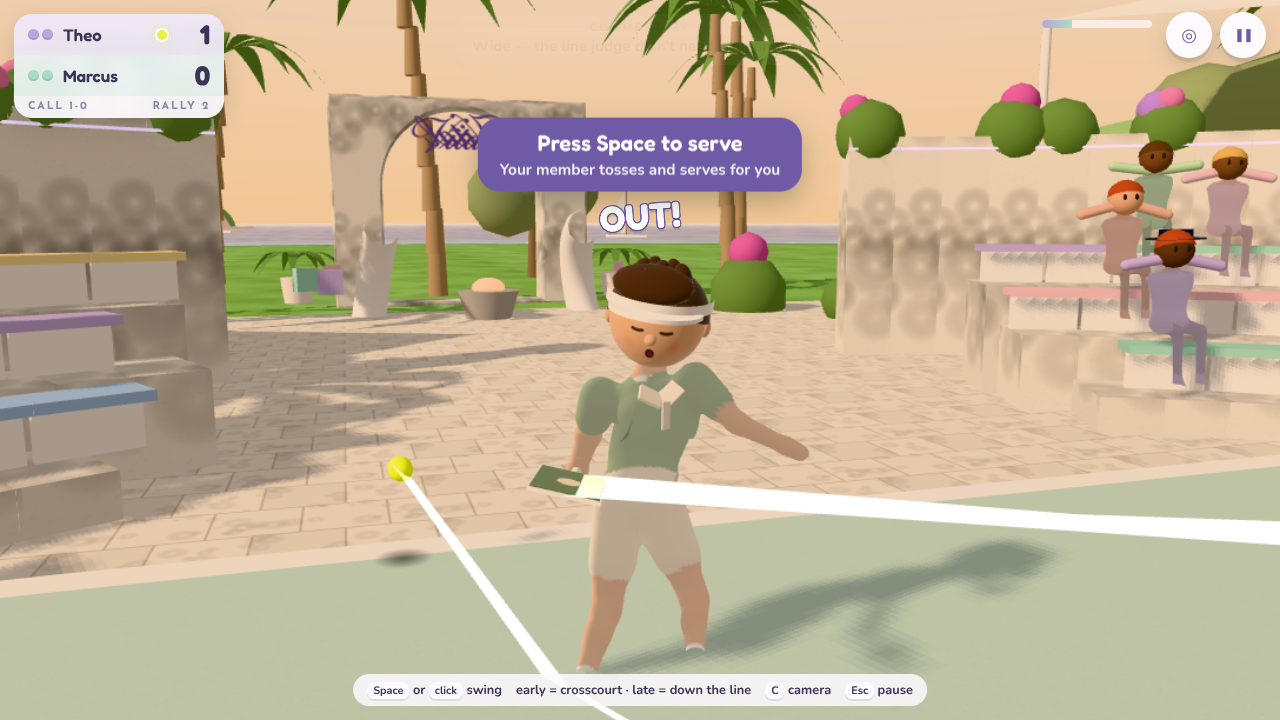 Theo 1
Marcus 0
CALL 1-0 RALLY 2
Wide — the line judge didn't
Press Space to serve
Your member tosses and serves for you
OUT!
Space or click swing early = crosscourt · late = down the line C camera Esc pause